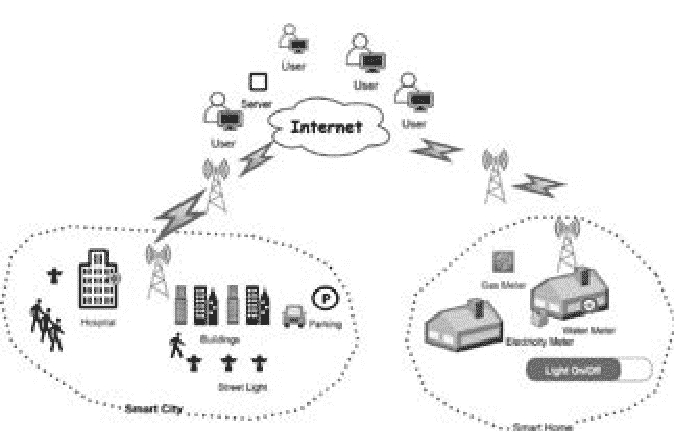 User
User
Server
User
User
Internet
Gas Meter
Hospital
P
Parking
Water Meter
Buildings
Electricity Meter
Light On/Off
Street Light
Smart City
Smart Home